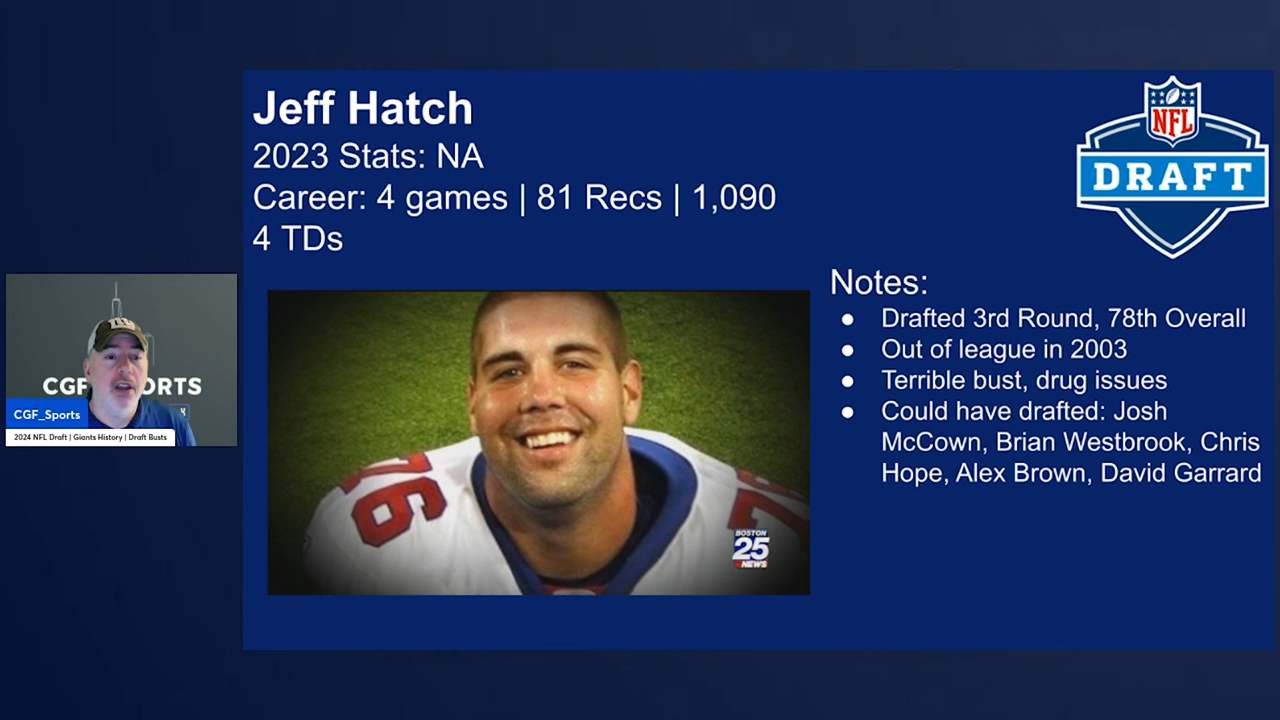 Jeff Hatch
2023 Stats: NA
Career: 4 games | 81 Recs | 1,090
4 TDs
NFL
DRAFT
Notes:
● Drafted 3rd Round, 78th Overall
● Out of league in 2003
● Terrible bust, drug issues
● Could have drafted: Josh
McCown, Brian Westbrook, Chris
Hope, Alex Brown, David Garrard
76
BOSTON
25
NEWS
CGF_Sports
2024 NFL Draft | Giants History | Draft Busts